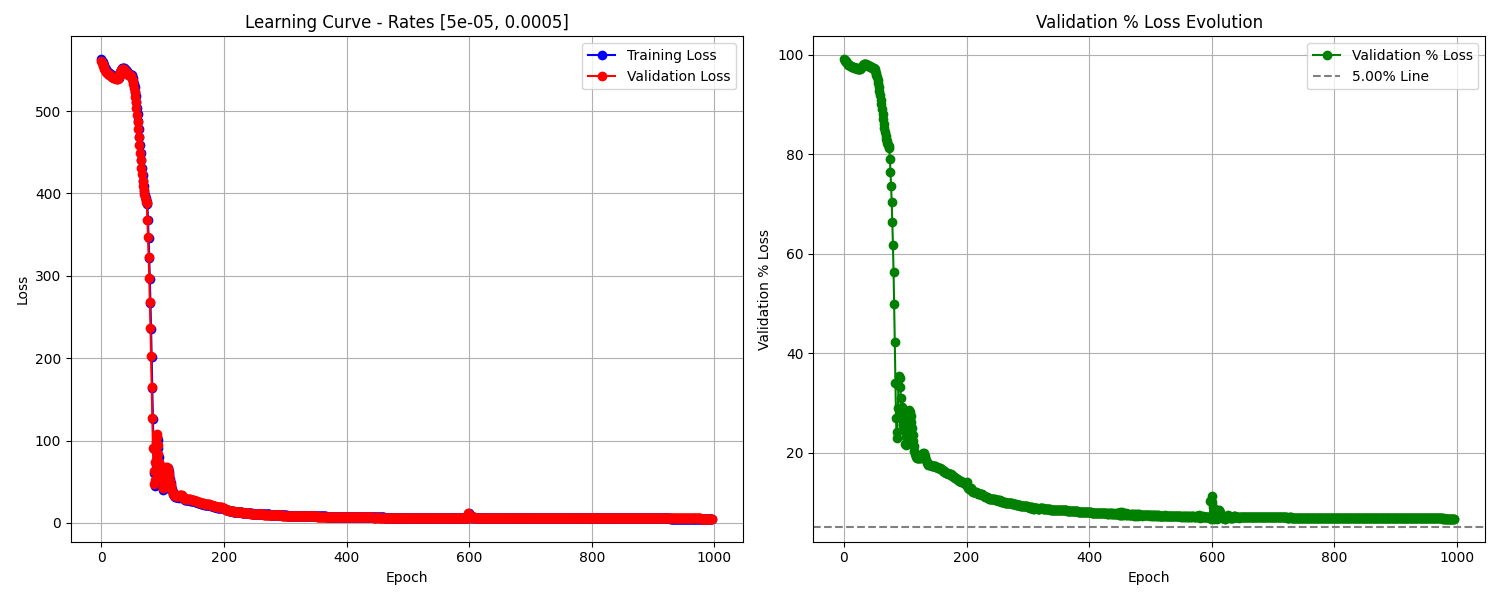 Learning Curve - Rates [5e-05, 0.0005]
Training Loss
Validation Loss
Loss
500
400
300
200
100
0
0 200 400 600 800 1000
Epoch
Validation % Loss Evolution
Validation % Loss
5.00% Line
Validation % Loss
100
80
60
40
20
0 200 400 600 800 1000
Epoch